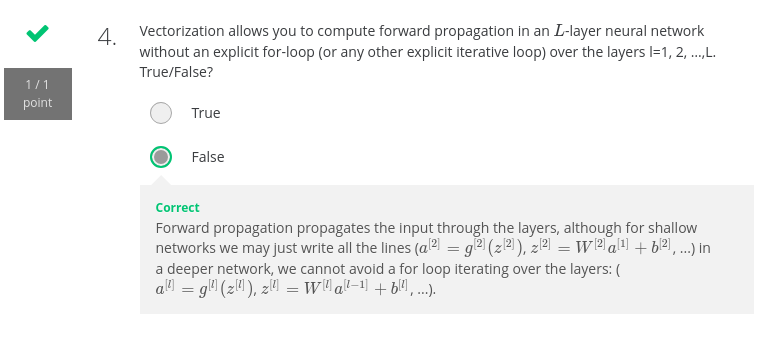 4. Vectorization allows you to compute forward propagation in an L-layer neural network
without an explicit for-loop (or any other explicit iterative loop) over the layers l=1, 2, …,L.
True/False?
1 / 1
point
True
False
Correct
Forward propagation propagates the input through the layers, although for shallow
networks we may just write all the lines (a^{[2]} = g^{[2]}(z^{[2]}), z^{[2]} = W^{[2]}a^{[1]} + b^{[2]}, …) in
a deeper network, we cannot avoid a for loop iterating over the layers: (
a^{[l]} = g^{[l]}(z^{[l]}), z^{[l]} = W^{[l]}a^{[l−1]} + b^{[l]}, …).